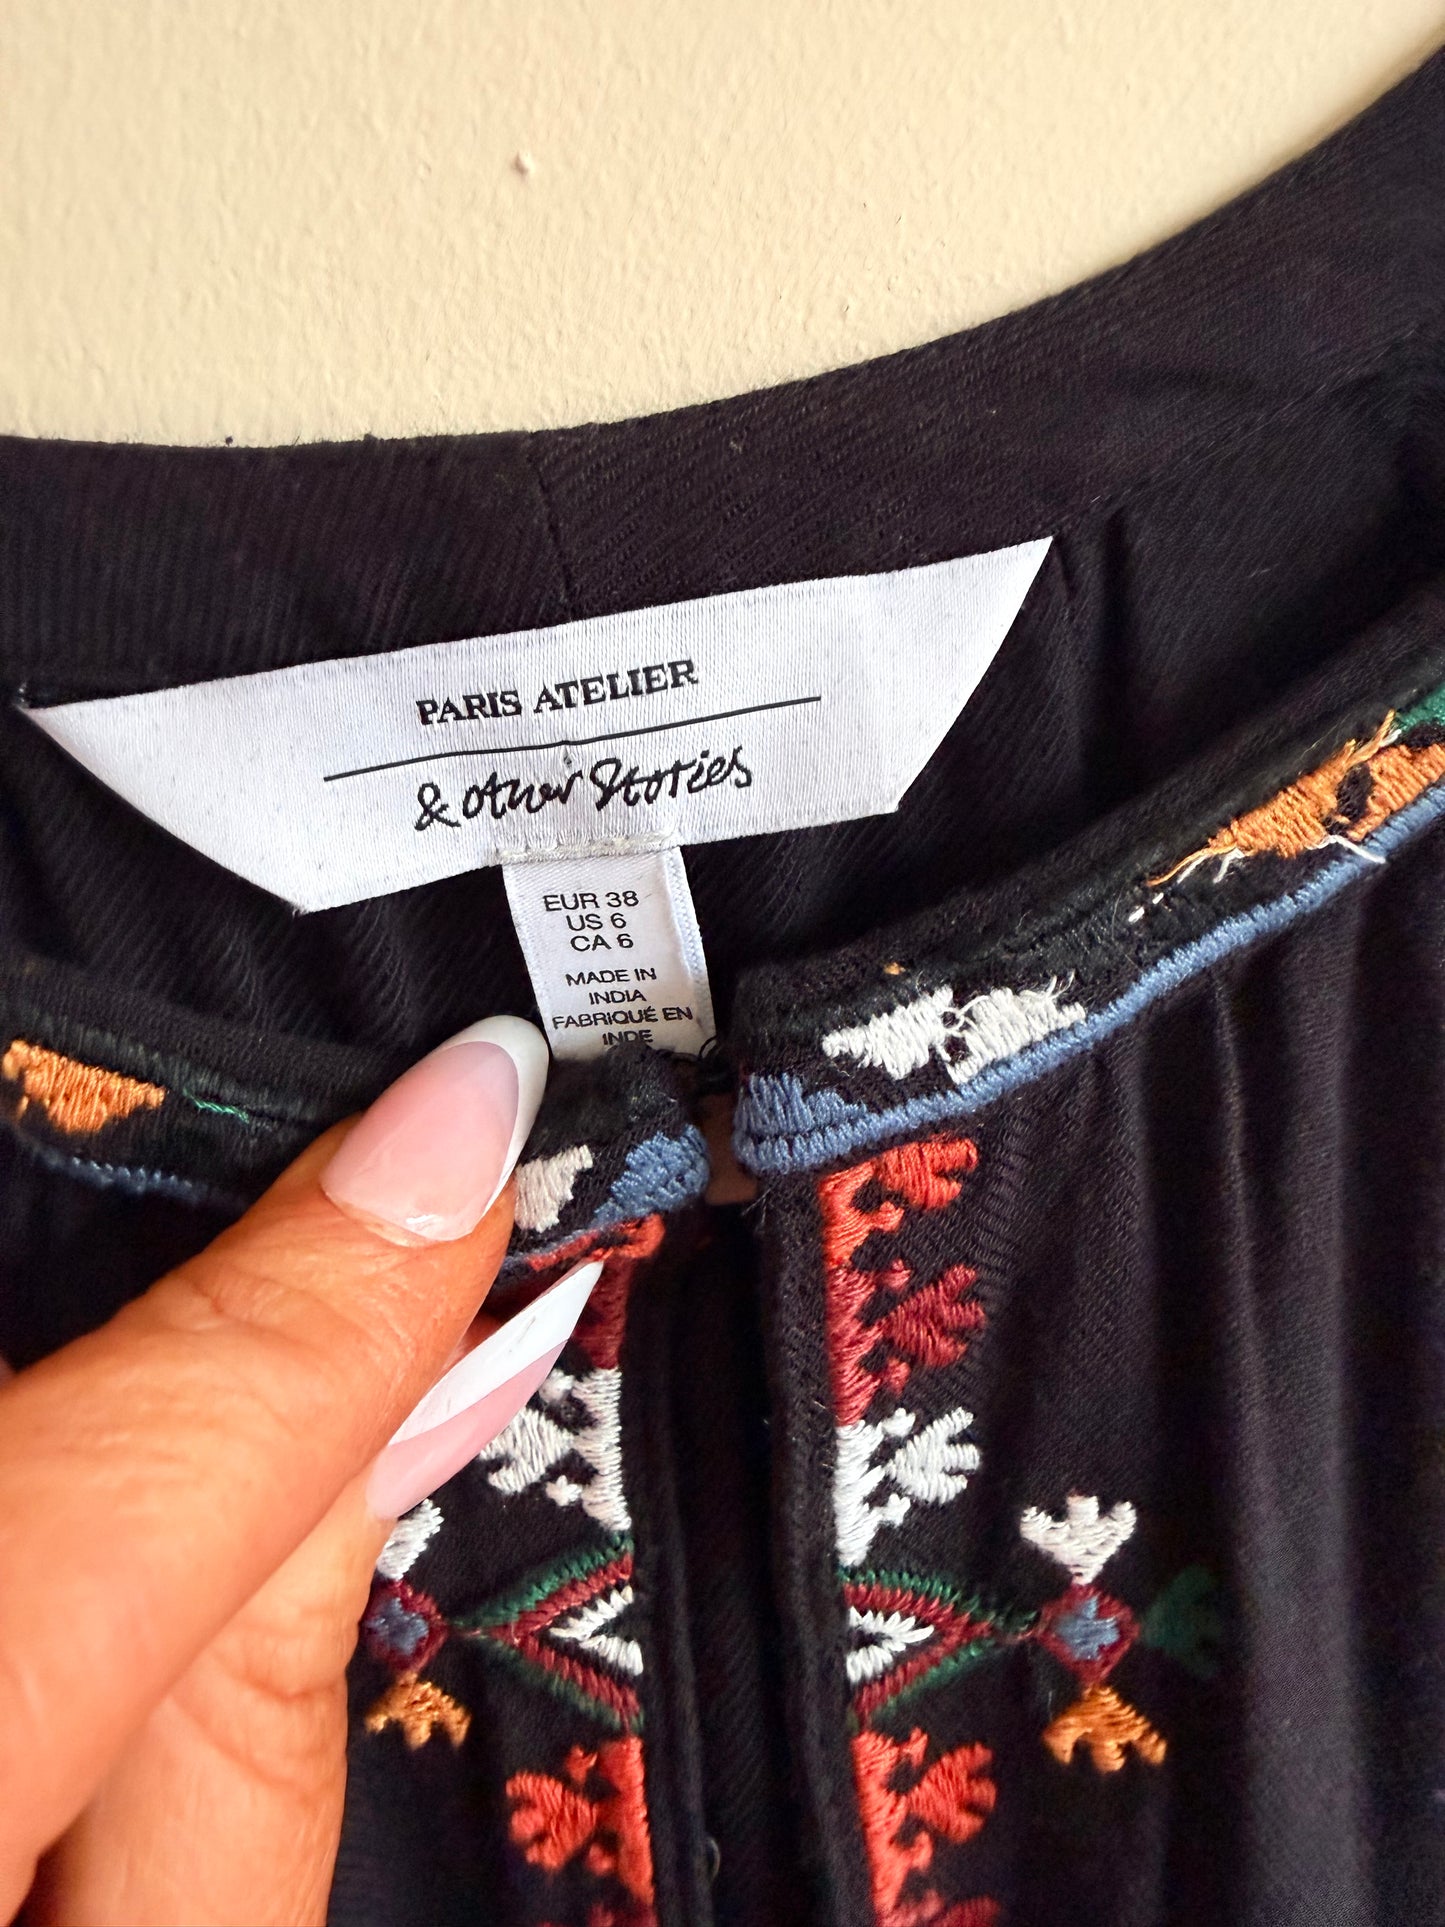 PARIS ATELIER
& other Stories
EUR 38
US 6
CA 6
MADE IN
INDIA
FABRIQUÉ EN
INDE